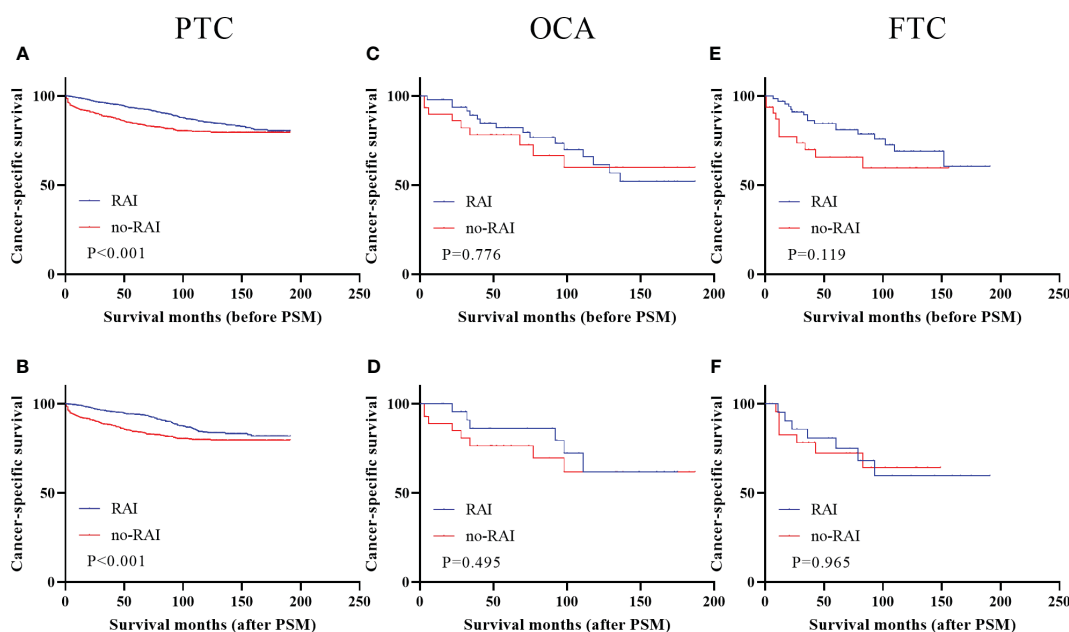 PTC
OCA
FTC
A
Cancer-specific survival
100
50
0
RAI
no-RAI
P<0.001
0 50 100 150 200 250
Survival months (before PSM)
C
Cancer-specific survival
100
50
0
RAI
no-RAI
P=0.776
0 50 100 150 200
Survival months (before PSM)
E
Cancer-specific survival
100
50
0
RAI
no-RAI
P=0.119
0 50 100 150 200 250
Survival months (before PSM)
B
Cancer-specific survival
100
50
0
RAI
no-RAI
P<0.001
0 50 100 150 200 250
Survival months (after PSM)
D
Cancer-specific survival
100
50
0
RAI
no-RAI
P=0.495
0 50 100 150 200
Survival months (after PSM)
F
Cancer-specific survival
100
50
0
RAI
no-RAI
P=0.965
0 50 100 150 200 250
Survival months (after PSM)